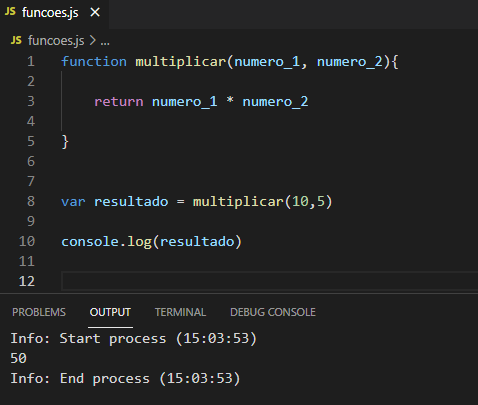 JS funcoes.js ×
JS funcoes.js > ...
1 function multiplicar(numero_1, numero_2){
2
3 return numero_1 * numero_2
4
5 }
6
7
8 var resultado = multiplicar(10,5)
9
10 console.log(resultado)
11
12
PROBLEMS OUTPUT TERMINAL DEBUG CONSOLE
Info: Start process (15:03:53)
50
Info: End process (15:03:53)